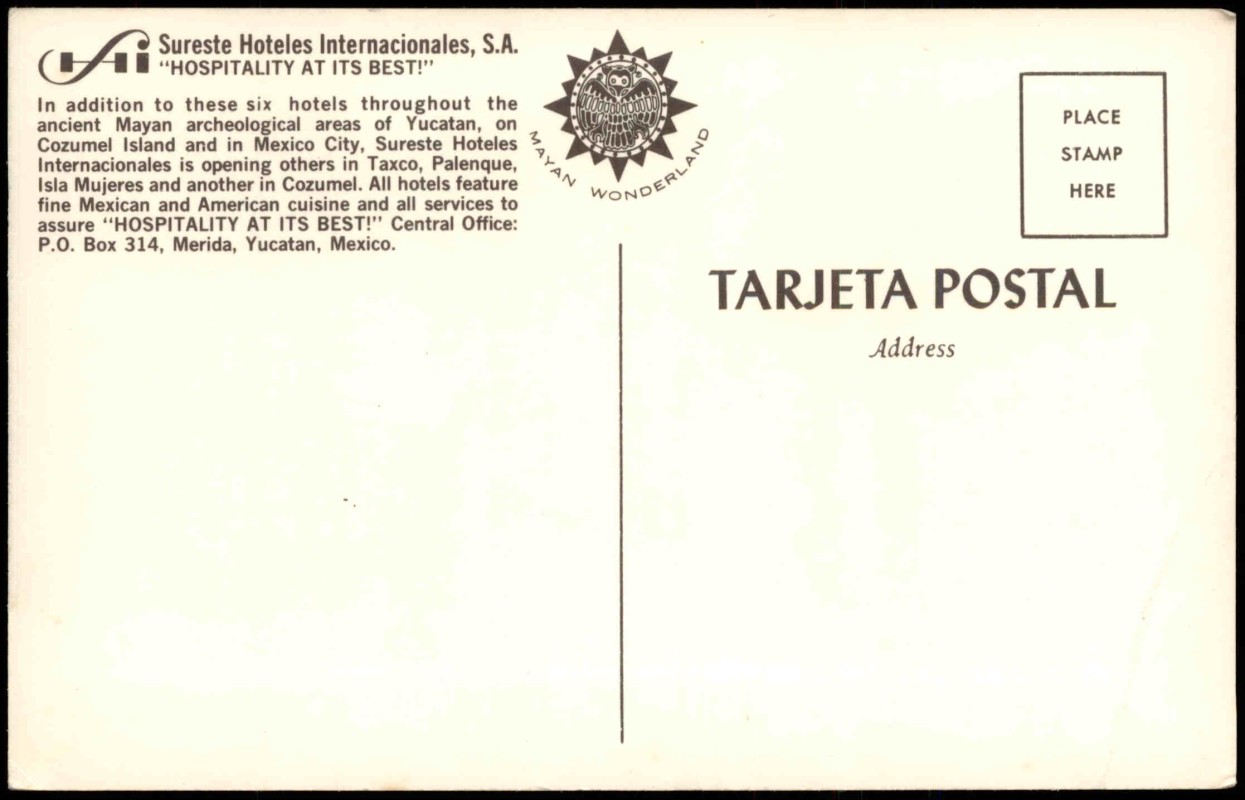 Sureste Hoteles Internacionales, S.A.
"HOSPITALITY AT ITS BEST!"
In addition to these six hotels throughout the
ancient Mayan archeological areas of Yucatan, on
Cozumel Island and in Mexico City, Sureste Hoteles
Internacionales is opening others in Taxco, Palenque,
Isla Mujeres and another in Cozumel. All hotels feature
fine Mexican and American cuisine and all services to
assure "HOSPITALITY AT ITS BEST!" Central Office:
P.O. Box 314, Merida, Yucatan, Mexico.
MAYAN WONDERLAND
PLACE
STAMP
HERE
TARJETA POSTAL
Address